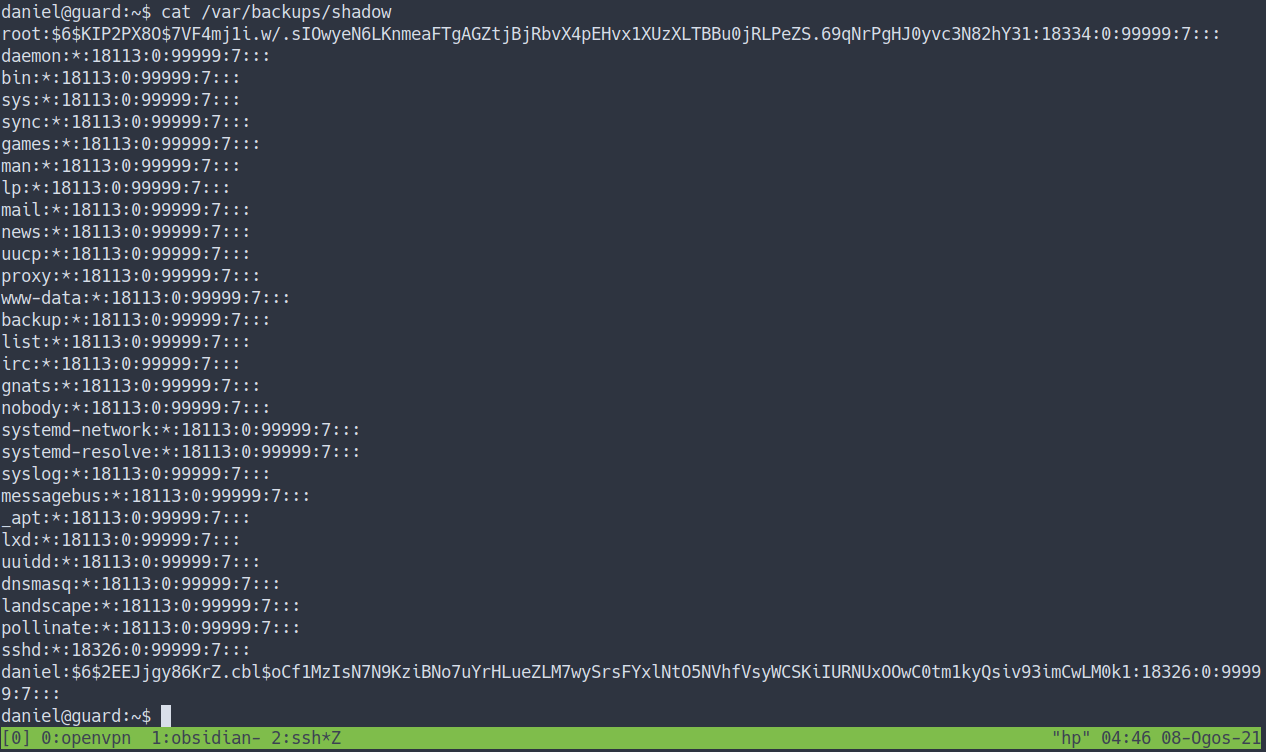 daniel@guard:~$ cat /var/backups/shadow
root:$6$KIP2PX8O$7VF4mj1i.w/.sIOwyeN6LKnmeaFTgAGZtjBjRbvX4pEHvx1XUzXLTBBu0jRLPeZS.69qNrPgHJ0yvc3N82hY31:18334:0:99999:7:::
daemon:*:18113:0:99999:7:::
bin:*:18113:0:99999:7:::
sys:*:18113:0:99999:7:::
sync:*:18113:0:99999:7:::
games:*:18113:0:99999:7:::
man:*:18113:0:99999:7:::
lp:*:18113:0:99999:7:::
mail:*:18113:0:99999:7:::
news:*:18113:0:99999:7:::
uucp:*:18113:0:99999:7:::
proxy:*:18113:0:99999:7:::
www-data:*:18113:0:99999:7:::
backup:*:18113:0:99999:7:::
list:*:18113:0:99999:7:::
irc:*:18113:0:99999:7:::
gnats:*:18113:0:99999:7:::
nobody:*:18113:0:99999:7:::
systemd-network:*:18113:0:99999:7:::
systemd-resolve:*:18113:0:99999:7:::
syslog:*:18113:0:99999:7:::
messagebus:*:18113:0:99999:7:::
_apt:*:18113:0:99999:7:::
lxd:*:18113:0:99999:7:::
uuidd:*:18113:0:99999:7:::
dnsmasq:*:18113:0:99999:7:::
landscape:*:18113:0:99999:7:::
pollinate:*:18113:0:99999:7:::
sshd:*:18326:0:99999:7:::
daniel:$6$2EEJjgy86KrZ.cbl$oCf1MzIsN7N9KziBNo7uYrHLueZLM7wySrsFYxlNtO5NVhfVsyWCSKiIURNUxOOwC0tm1kyQsiv93imCwLM0k1:18326:0:9999
9:7:::
daniel@guard:~$
[0] 0:openvpn  1:obsidian- 2:ssh*Z "hp" 04:46 08-Ogos-21